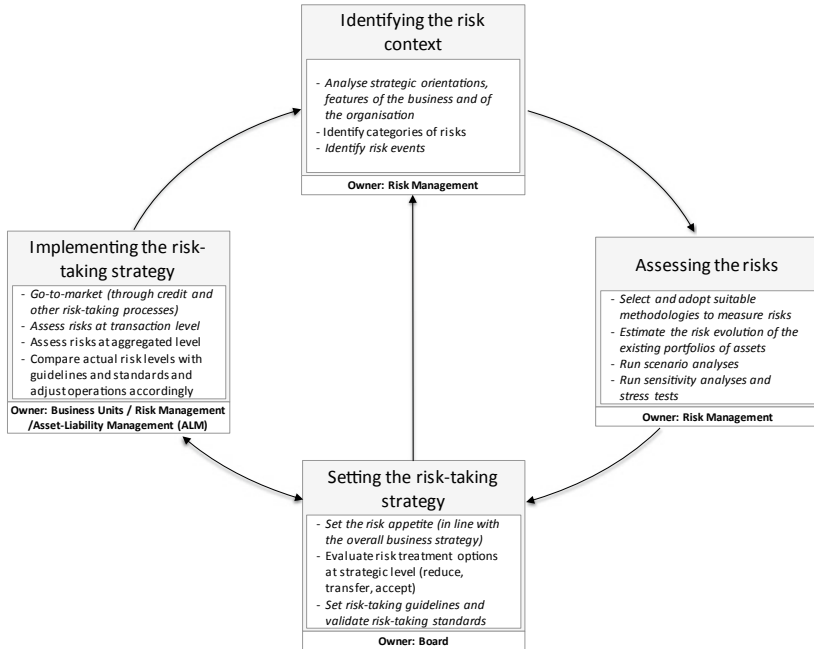 Identifying the risk
context
- Analyse strategic orientations,
features of the business and of
the organisation
- Identify categories of risks
- Identify risk events
Owner: Risk Management
Assessing the risks
- Select and adopt suitable
methodologies to measure risks
- Estimate the risk evolution of the
existing portfolios of assets
- Run scenario analyses
- Run sensitivity analyses and
stress tests
Owner: Risk Management
Setting the risk-taking
strategy
- Set the risk appetite (in line with
the overall business strategy)
- Evaluate risk treatment options
at strategic level (reduce,
transfer, accept)
- Set risk-taking guidelines and
validate risk-taking standards
Owner: Board
Implementing the risk-
taking strategy
- Go-to-market (through credit and
other risk-taking processes)
- Assess risks at transaction level
- Assess risks at aggregated level
- Compare actual risk levels with
guidelines and standards and
adjust operations accordingly
Owner: Business Units / Risk Management
/Asset-Liability Management (ALM)